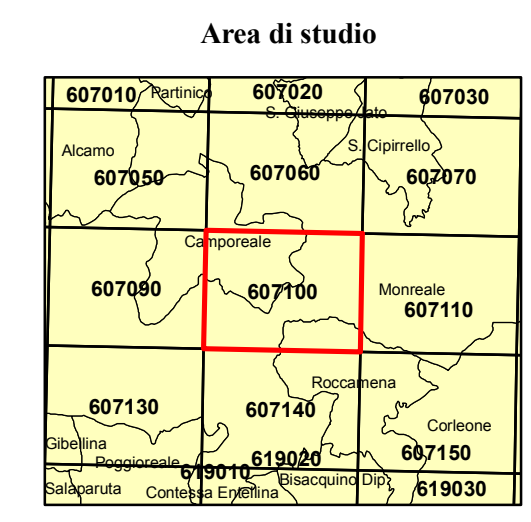 Area di studio
607010 Partinico 607020 607030
S. Giuseppe Jato
Alcamo S. Cipirrello
607050 607060 607070
Camporeale
607090 607100 Monreale
607110
Roccamena
607130 607140
Corleone
Gibellina
607150
Poggioreale 619010 619020
Salaparuta Contessa Entellina Bisacquino Dip. 619030